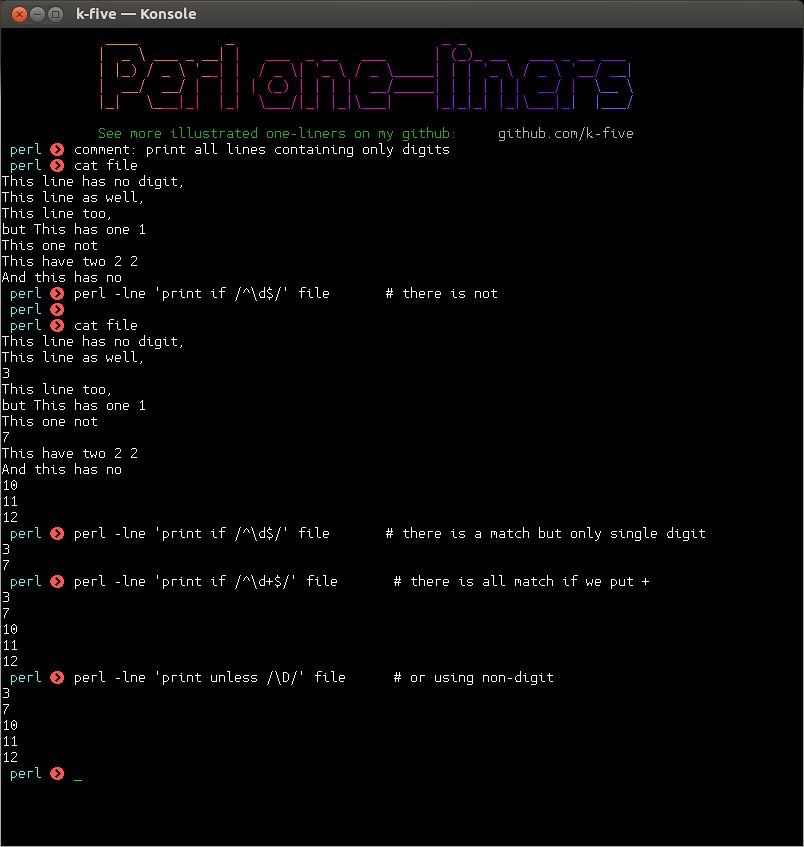 k-five — Konsole
Perl one-liners
See more illustrated one-liners on my github: github.com/k-five
perl comment: print all lines containing only digits
perl cat file
This line has no digit,
This line as well,
This line too,
but This has one 1
This one not
This have two 2 2
And this has no
perl perl -lne 'print if /^\d$/' file # there is not
perl
perl cat file
This line has no digit,
This line as well,
3
This line too,
but This has one 1
This one not
7
This have two 2 2
And this has no
10
11
12
perl perl -lne 'print if /^\d$/' file # there is a match but only single digit
3
7
perl perl -lne 'print if /^\d+$/' file # there is all match if we put +
3
7
10
11
12
perl perl -lne 'print unless /\D/' file # or using non-digit
3
7
10
11
12
perl _